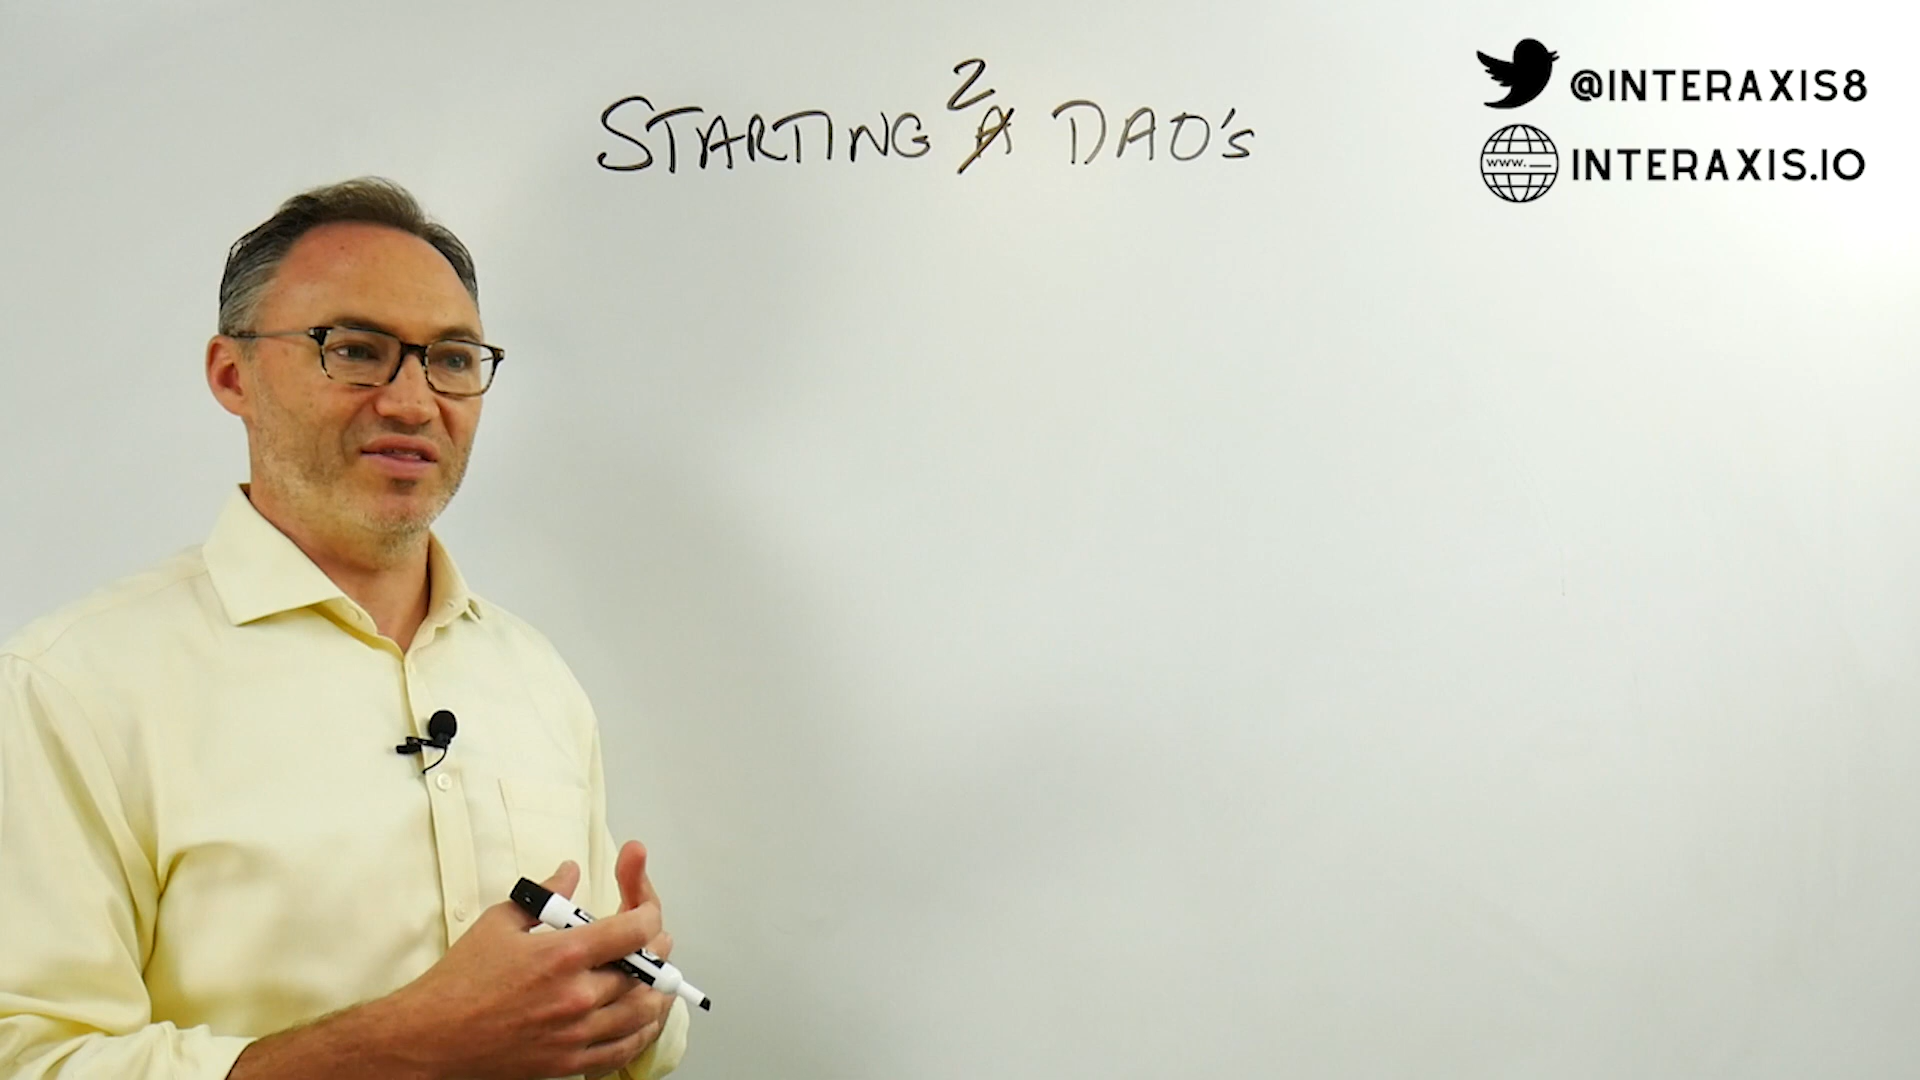 STARTING 2 DAO's
@INTERAXIS8
www.
INTERAXIS.IO